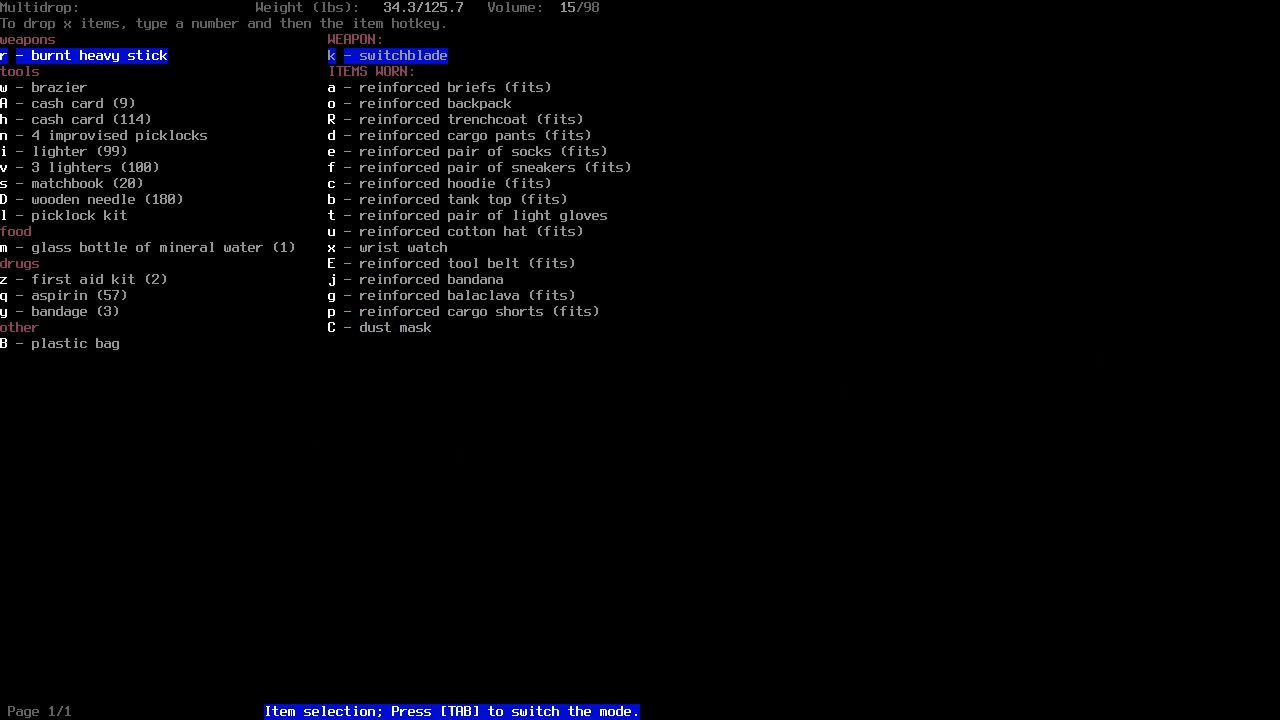 Multidrop: Weight (lbs): 34.3/125.7 Volume: 15/98
To drop x items, type a number and then the item hotkey.
weapons
r - burnt heavy stick
tools
w - brazier
A - cash card (9)
h - cash card (114)
n - 4 improvised picklocks
i - lighter (99)
v - 3 lighters (100)
s - matchbook (20)
D - wooden needle (180)
l - picklock kit
food
m - glass bottle of mineral water (1)
drugs
z - first aid kit (2)
q - aspirin (57)
y - bandage (3)
other
B - plastic bag
WEAPON:
k - switchblade
ITEMS WORN:
a - reinforced briefs (fits)
o - reinforced backpack
R - reinforced trenchcoat (fits)
d - reinforced cargo pants (fits)
e - reinforced pair of socks (fits)
f - reinforced pair of sneakers (fits)
c - reinforced hoodie (fits)
b - reinforced tank top (fits)
t - reinforced pair of light gloves
u - reinforced cotton hat (fits)
x - wrist watch
E - reinforced tool belt (fits)
j - reinforced bandana
g - reinforced balaclava (fits)
p - reinforced cargo shorts (fits)
C - dust mask
Page 1/1
Item selection; Press [TAB] to switch the mode.